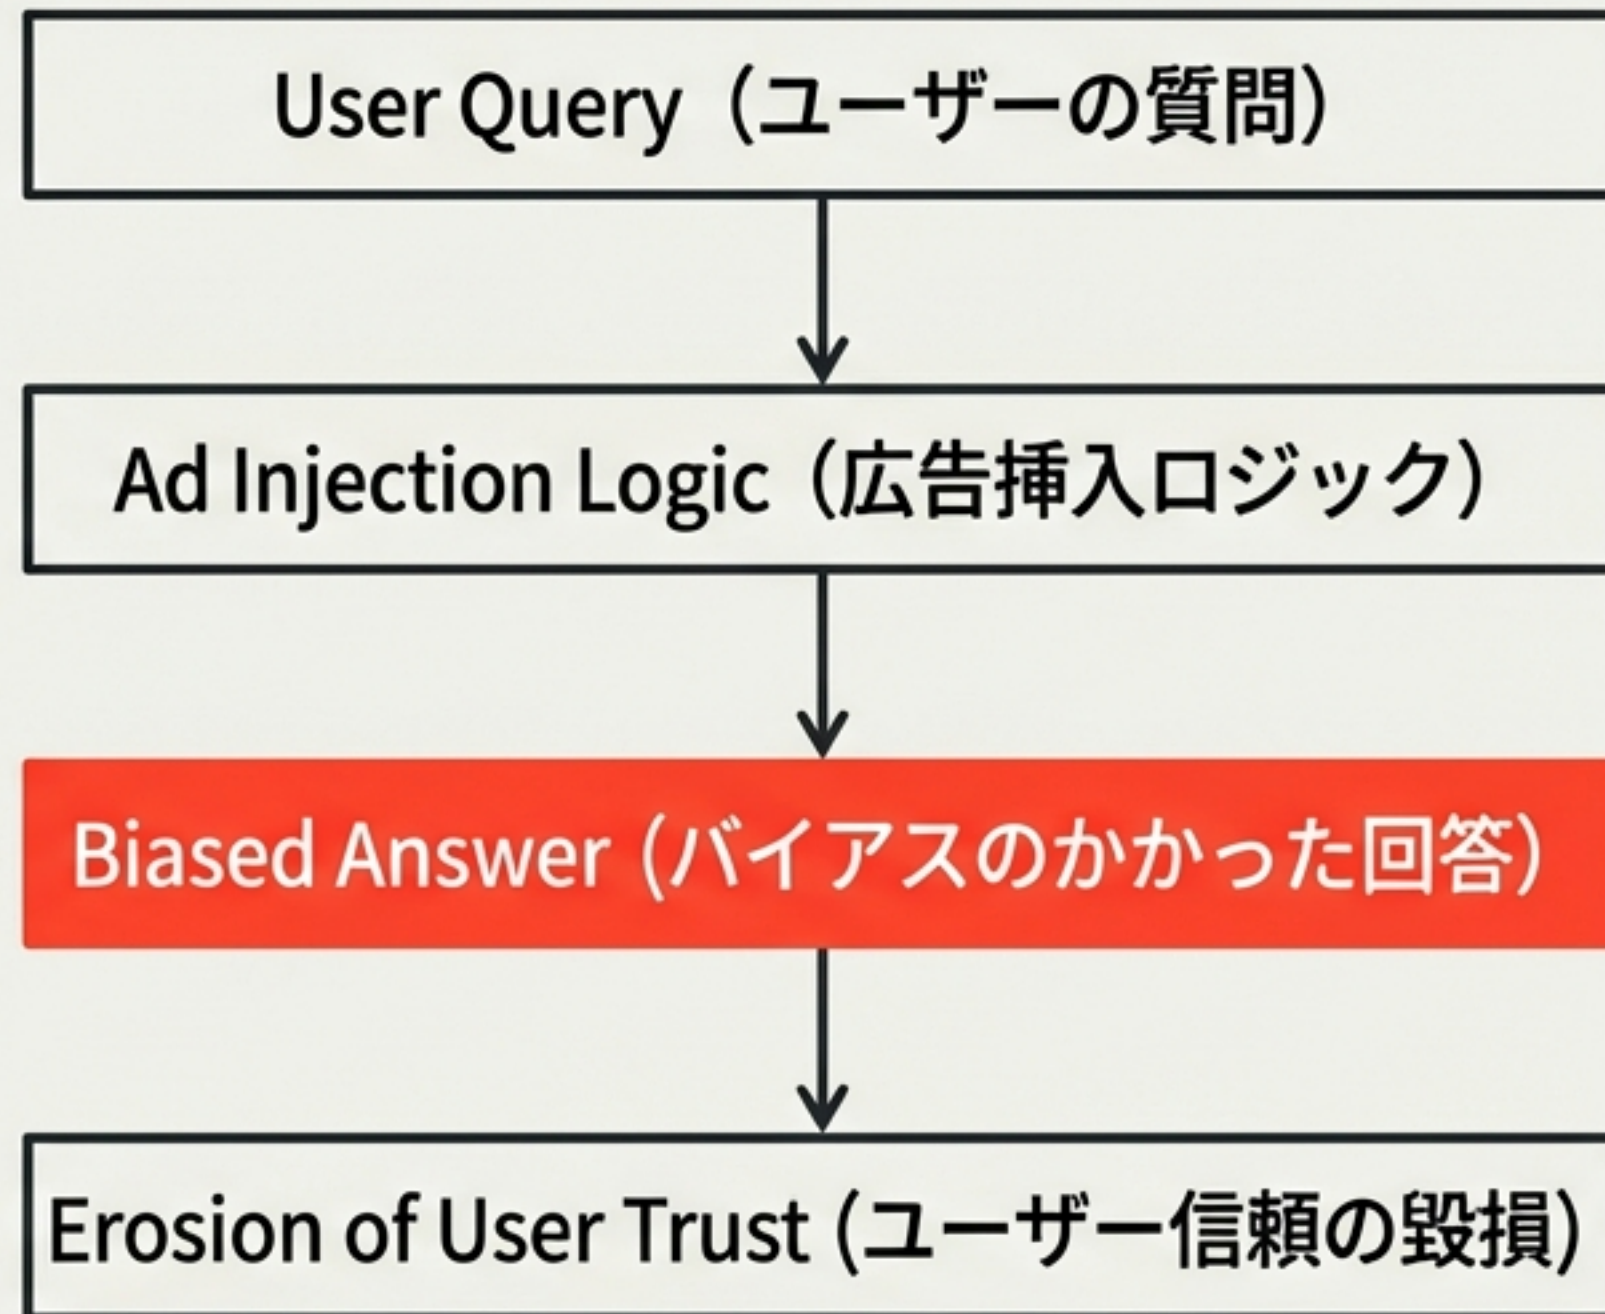 User Query（ユーザーの質問）
Ad Injection Logic（広告挿入ロジック）
Biased Answer (バイアスのかかった回答）
Erosion of User Trust (ユーザー信頼の毀損)